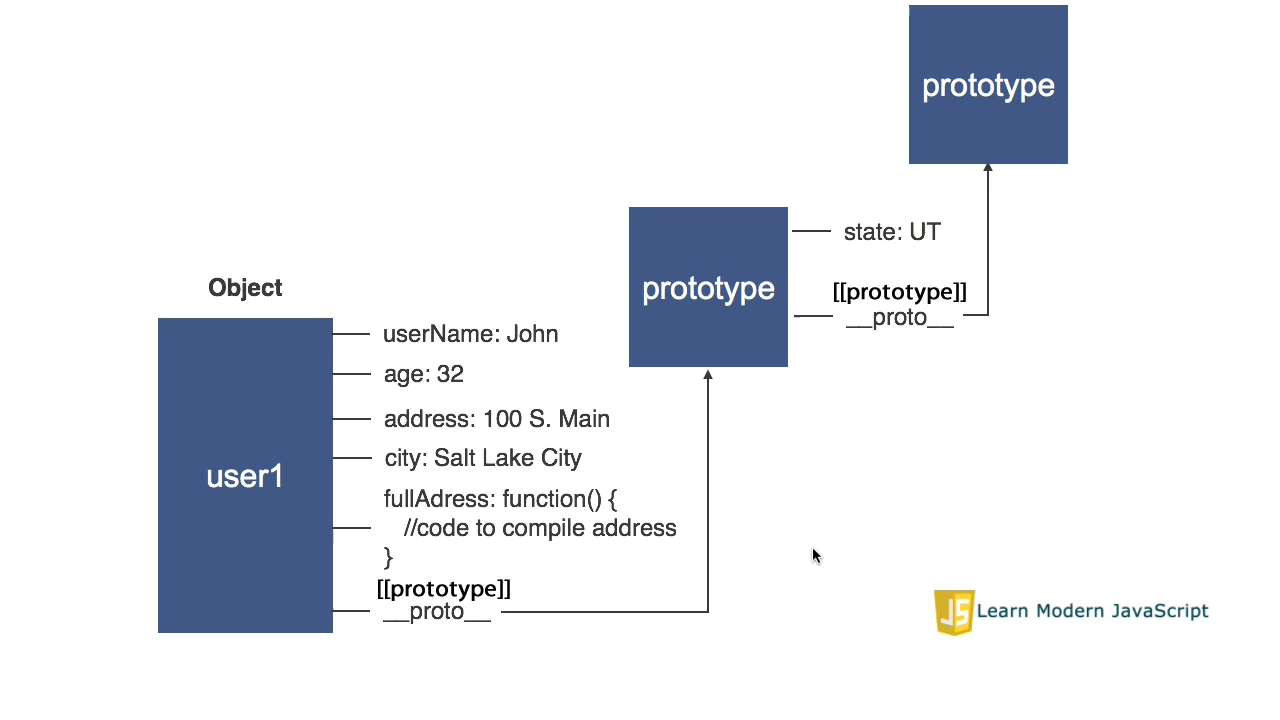 prototype
prototype
state: UT
[[prototype]]
__proto__
Object
user1
userName: John
age: 32
address: 100 S. Main
city: Salt Lake City
fullAdress: function() {
//code to compile address
}
[[prototype]]
__proto__
JS Learn Modern JavaScript